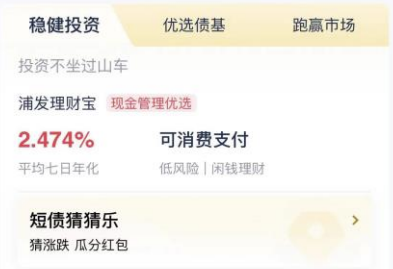 稳健投资 优选债基 跑赢市场
投资不坐过山车
浦发理财宝 现金管理优选
2.474% 可消费支付
平均七日年化 低风险 | 闲钱理财
短债猜猜乐
猜涨跌 瓜分红包